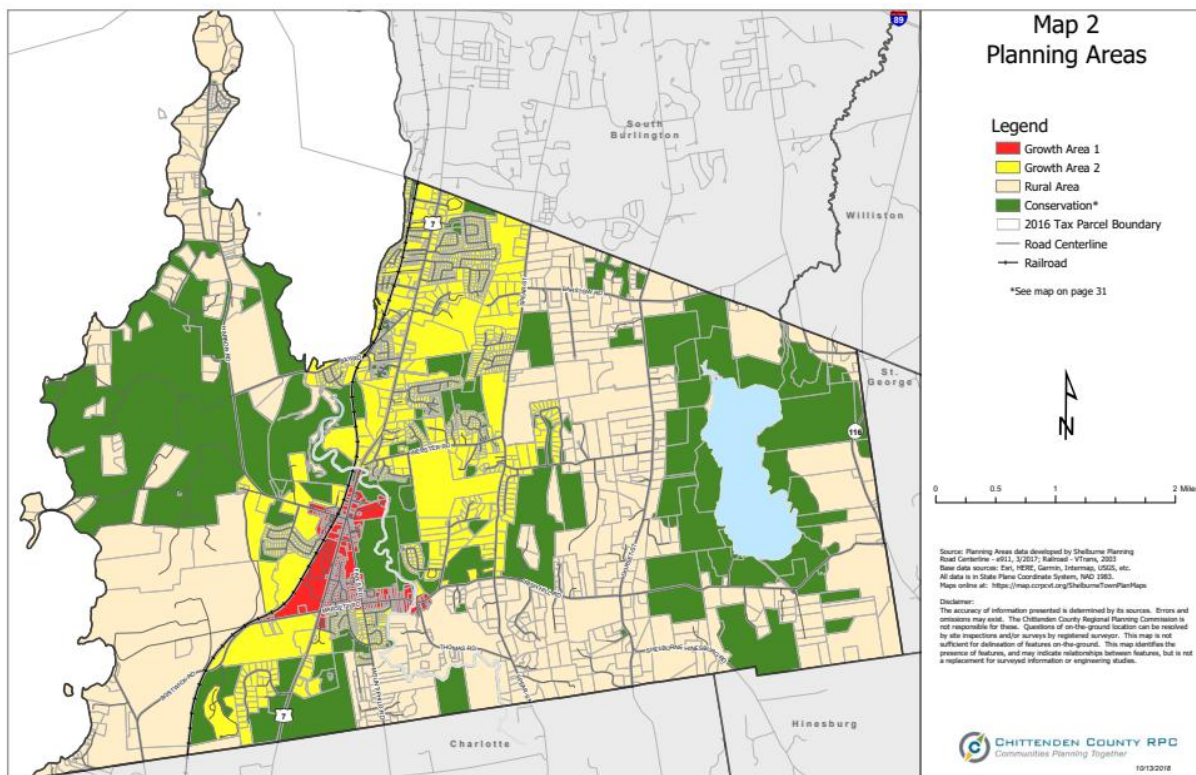 Map 2
Planning Areas
Legend
Growth Area 1
Growth Area 2
Rural Area
Conservation*
2016 Tax Parcel Boundary
Road Centerline
Railroad
*See map on page 31
N
0 0.5 1 2 Mile
Source: Planning Areas data developed by Shelburne Planning
Road Centerline - e911, 3/2017; Railroad - VTrans, 2003
Base data sources: Esri, HERE, Garmin, Intermap, USGS, etc.
All data is in State Plane Coordinate System, NAD 1983.
Maps online at: https://map.ccrpcvt.org/ShelburneTownPlanMaps
Disclaimer:
The accuracy of information presented is determined by its sources. Errors and
omissions may exist. The Chittenden County Regional Planning Commission is
not responsible for these. Questions of on-the-ground location can be resolved
by site inspections and/or surveys by registered surveyor. This map is not
sufficient for delineation of features on-the-ground. This map identifies the
presence of features, and may indicate relationships between features, but is not
a replacement for surveyed information or engineering studies.
CHITTENDEN COUNTY RPC
Communities Planning Together
10/13/2018
89
South
Burlington
Williston
7
St.
George
116
WEBSTER RD
THOMAS RD
7
Charlotte
Hinesburg